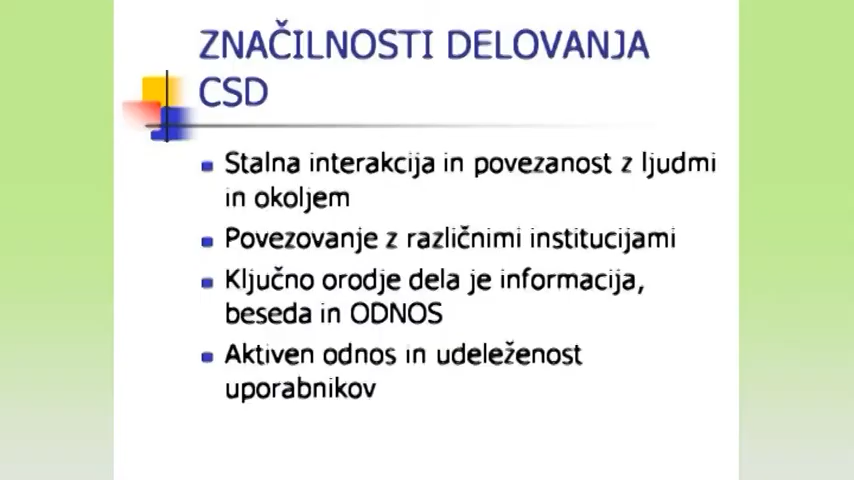 ZNAČILNOSTI DELOVANJA
CSD
Stalna interakcija in povezanost z ljudmi
in okoljem
Povezovanje z različnimi institucijami
Ključno orodje dela je informacija,
beseda in ODNOS
Aktiven odnos in udeleženost
uporabnikov